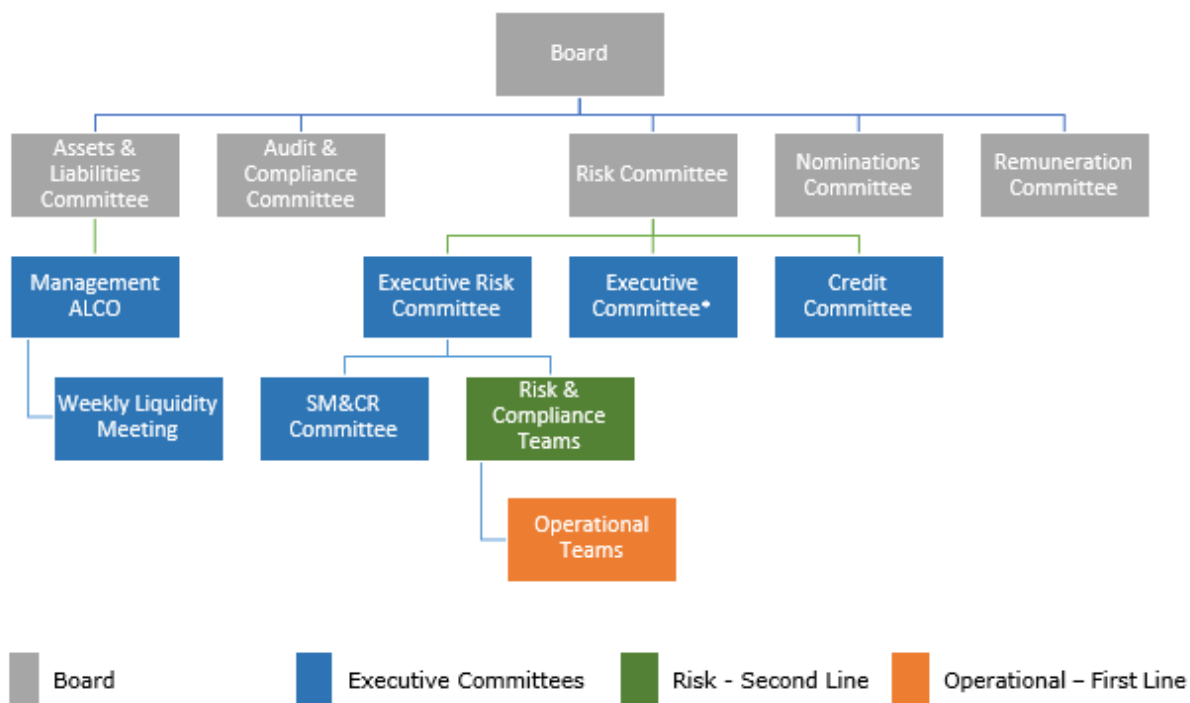 Board
Assets &
Liabilities
Committee
Audit &
Compliance
Committee
Risk Committee
Nominations
Committee
Remuneration
Committee
Management
ALCO
Executive Risk
Committee
Executive
Committee*
Credit
Committee
Weekly Liquidity
Meeting
SM&CR
Committee
Risk &
Compliance
Teams
Operational
Teams
Board
Executive Committees
Risk - Second Line
Operational – First Line